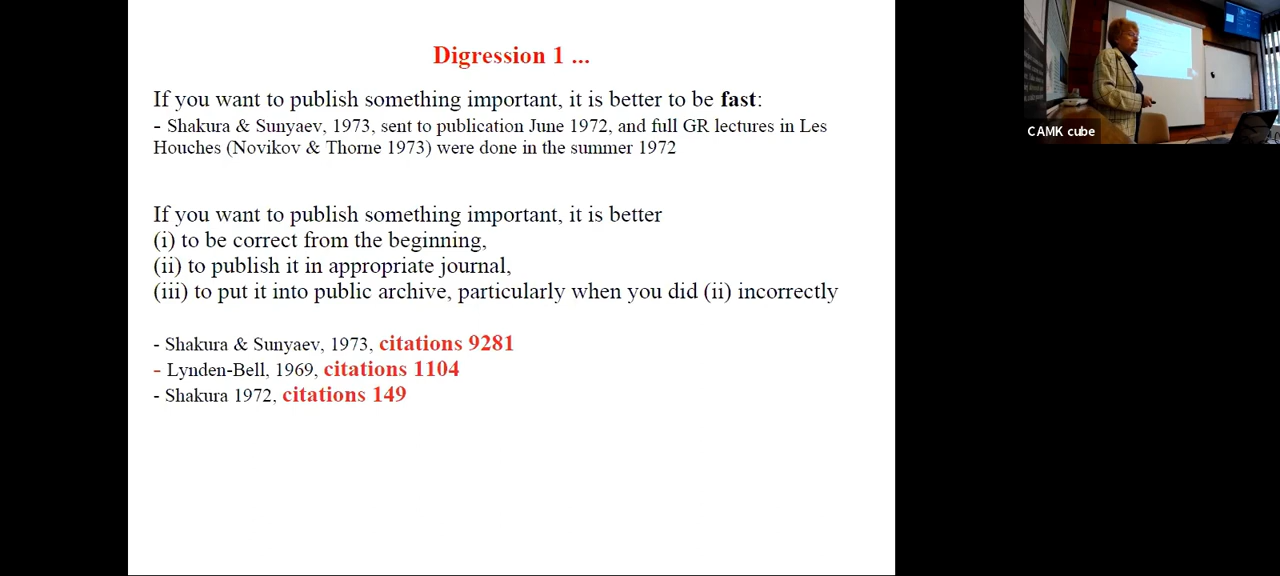 Digression 1 ...
If you want to publish something important, it is better to be fast:
- Shakura & Sunyaev, 1973, sent to publication June 1972, and full GR lectures in Les
Houches (Novikov & Thorne 1973) were done in the summer 1972
If you want to publish something important, it is better
(i) to be correct from the beginning,
(ii) to publish it in appropriate journal,
(iii) to put it into public archive, particularly when you did (ii) incorrectly
- Shakura & Sunyaev, 1973, citations 9281
- Lynden-Bell, 1969, citations 1104
- Shakura 1972, citations 149
CAMK cube